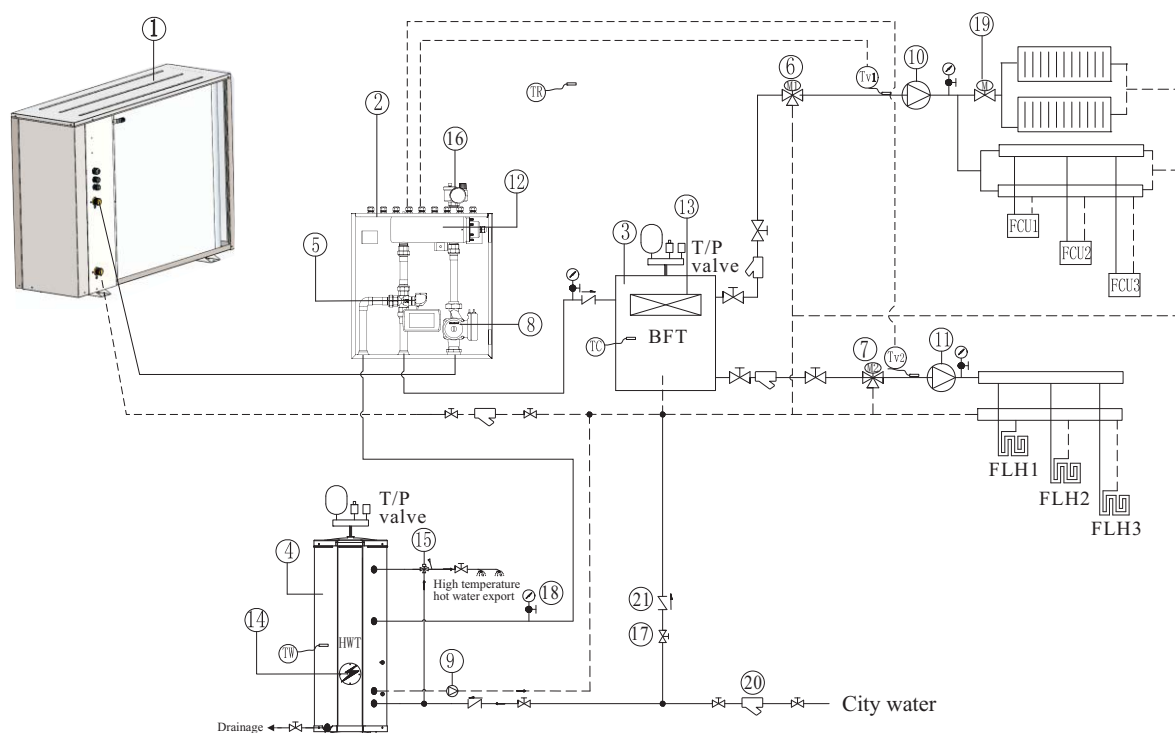 1
2
16
12
5
8
TR
6
Tv1
10
19
FCU1
FCU2
FCU3
3
13
T/P
valve
BFT
TC
7
M2
Tv2
11
FLH1
FLH2
FLH3
T/P
valve
4
15
High temperature
hot water export
18
14
TW
HWT
9
21
17
20
City water
Drainage
M1
M